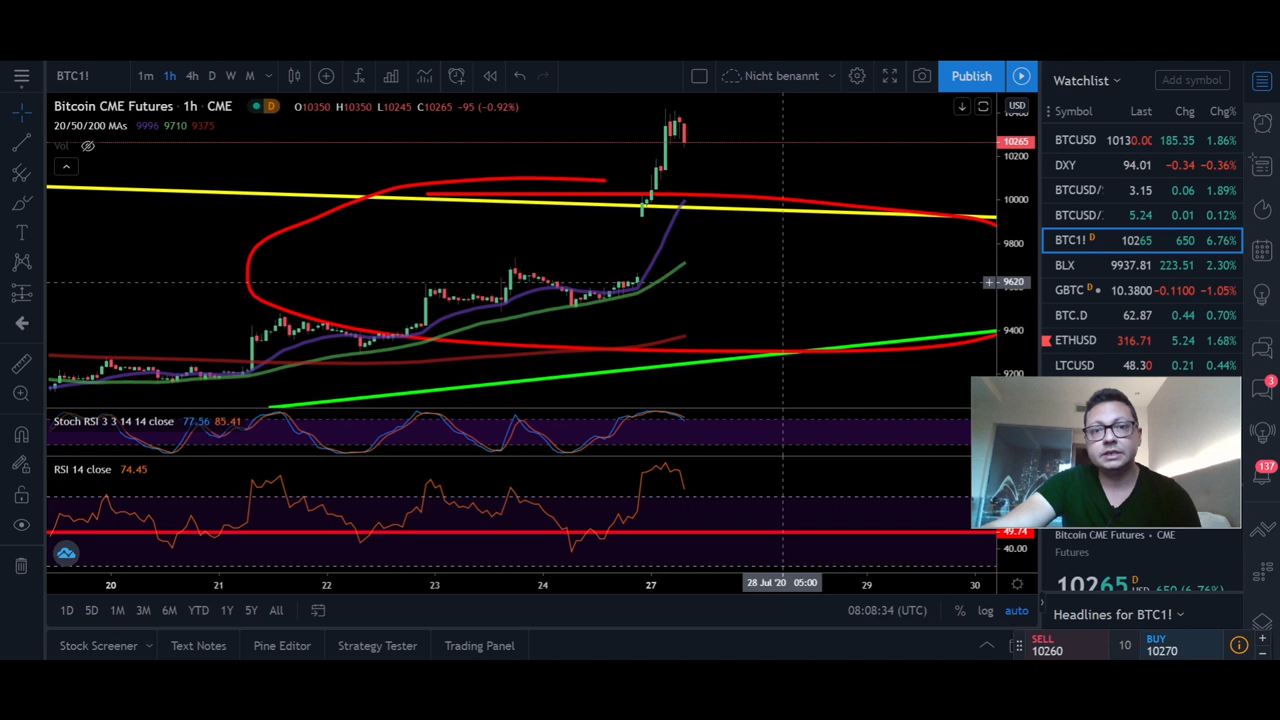 BTC1! 1m 1h 4h D W M Nicht benannt Publish Watchlist Add symbol
Bitcoin CME Futures · 1h · CME D O10350 H10350 L10245 C10265 -95 (-0.92%) USD
20/50/200 MAs 9996 9710 9375
Vol
10400
10265
10200
10000
9800
9620
9400
9200
Symbol Last Chg Chg%
BTCUSD 10130.00 185.35 1.86%
DXY 94.01 -0.34 -0.36%
BTCUSD/ 3.15 0.06 1.89%
BTCUSD/ 5.24 0.01 0.12%
BTC1! D 10265 650 6.76%
BLX 9937.81 223.51 2.30%
GBTC D 10.3800 -0.1100 -1.05%
BTC.D 62.87 0.44 0.70%
ETHUSD 316.71 5.24 1.68%
LTCUSD 48.30 0.21 0.44%
3
137
Stoch RSI 3 3 14 14 close 77.56 85.41
RSI 14 close 74.45
49.74
40.00
20 21 22 23 24 27 28 Jul '20 05:00 29 30
Bitcoin CME Futures • CME
Futures
10265 D USD 650 (6.76%)
1D 5D 1M 3M 6M YTD 1Y 5Y All 08:08:34 (UTC) % log auto
Headlines for BTC1!
Stock Screener Text Notes Pine Editor Strategy Tester Trading Panel
SELL
10260
10
BUY
10270